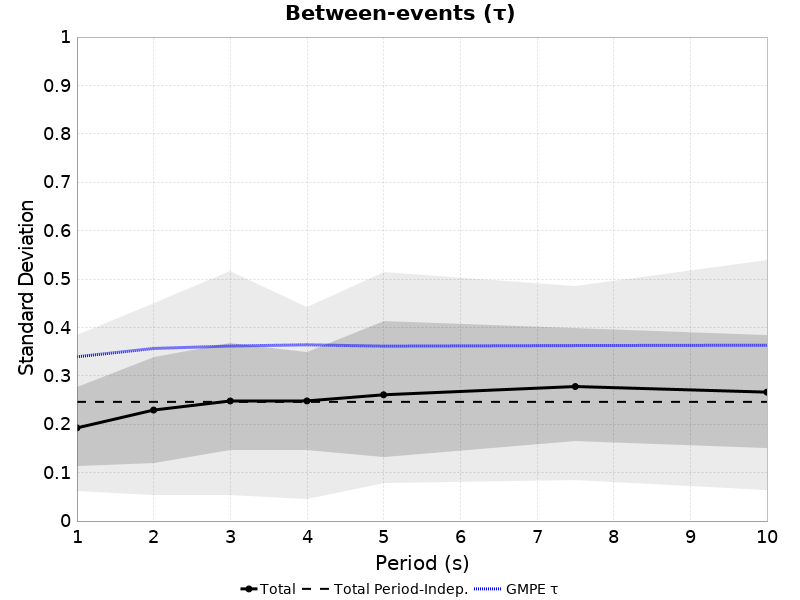 Between-events (τ)
Standard Deviation
1
0.9
0.8
0.7
0.6
0.5
0.4
0.3
0.2
0.1
0
1 2 3 4 5 6 7 8 9 10
Period (s)
Total Total Period-Indep. GMPE τ